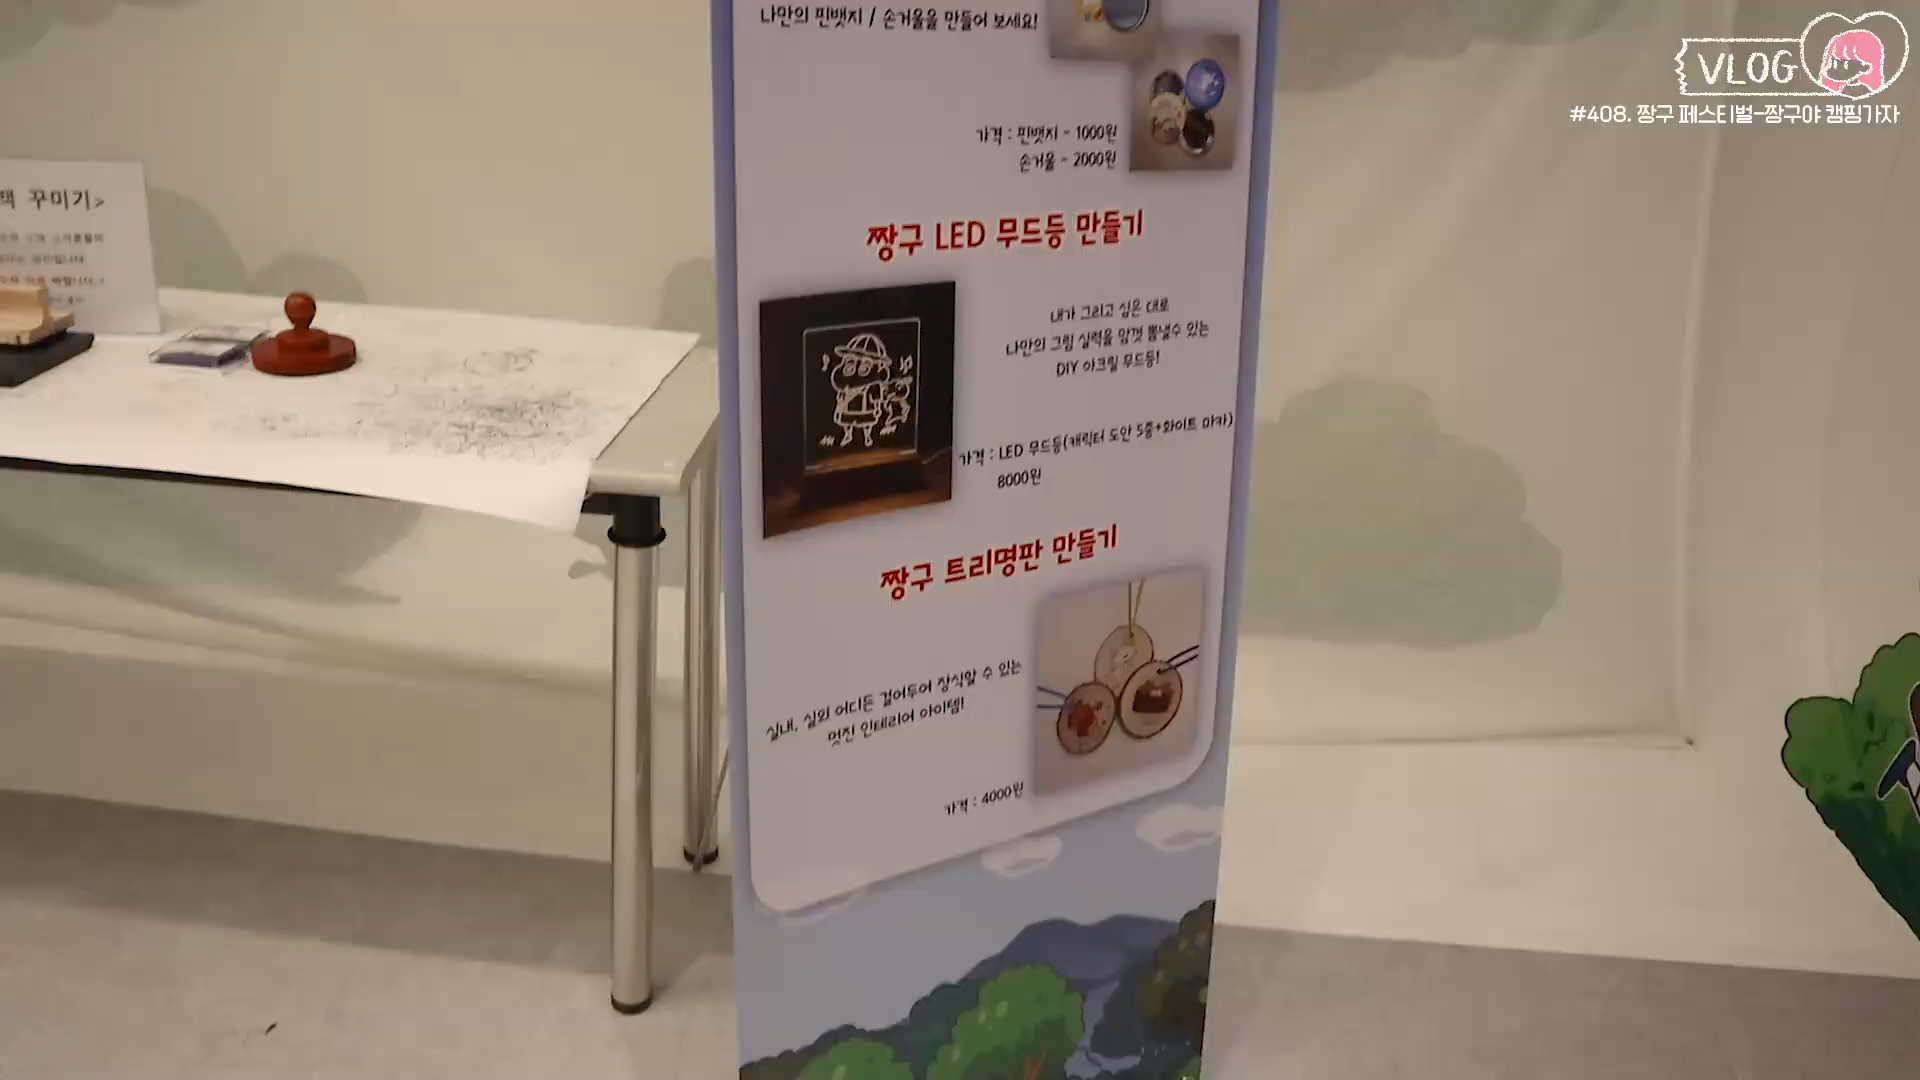 VLOG
#408. 짱구 페스티벌-짱구야 캠핑가자
나만의 핀뱃지 / 손거울을 만들어 보세요!
가격 : 핀뱃지 - 1000원
손거울 - 2000원
짱구 LED 무드등 만들기
내가 그리고 싶은 대로
나만의 그림 실력을 맘껏 뽐낼수 있는
DIY 아크릴 무드등!
가격 : LED 무드등(캐릭터 도안 5종+화이트 마카)
8000원
짱구 트리명판 만들기
실내, 실외 어디든 걸어두어 장식할 수 있는
멋진 인테리어 아이템!
가격 : 4000원
꾸미기>